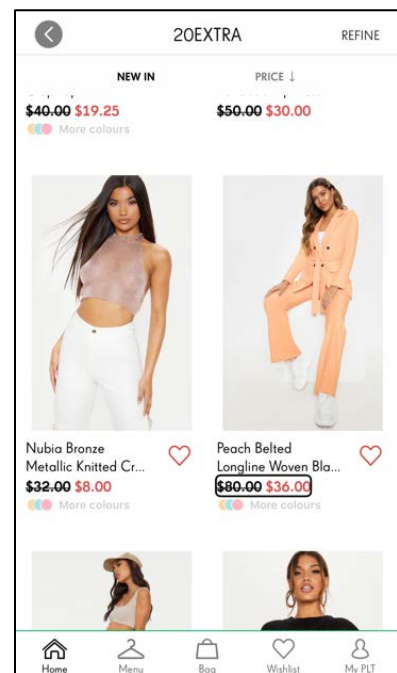 20EXTRA
REFINE
NEW IN
PRICE ↓
$40.00 $19.25
More colours
$50.00 $30.00
Nubia Bronze
Metallic Knitted Cr...
$32.00 $8.00
More colours
Peach Belted
Longline Woven Bla...
$80.00 $36.00
More colours
Home
Menu
Bag
Wishlist
My PLT